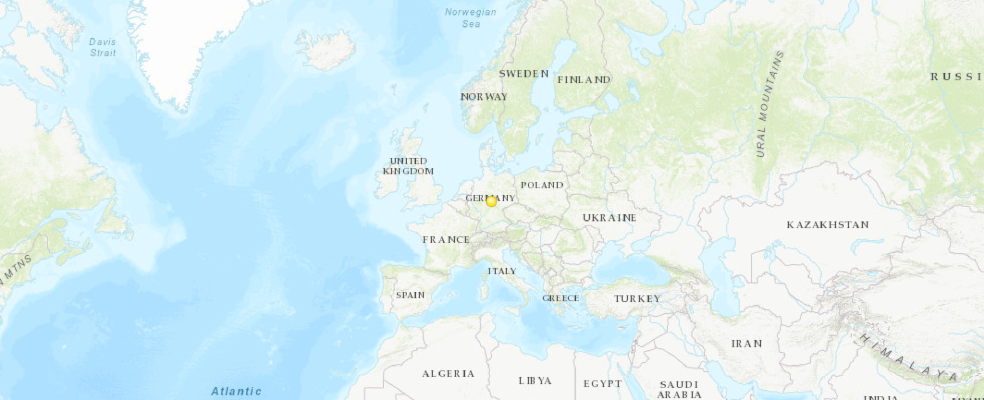 Norwegian
Sea
Davis
Strait
SWEDEN
FINLAND
RUSSI
NORWAY
URAL MOUNTAINS
UNITED
KINGDOM
POLAND
GERMANY
UKRAINE
KAZAKHSTAN
FRANCE
N MTNS
ITALY
SPAIN
GREECE
TURKEY
IRAN
HIMALAYA
ALGERIA
LIBYA
EGYPT
SAUDI
ARABIA
Atlantic